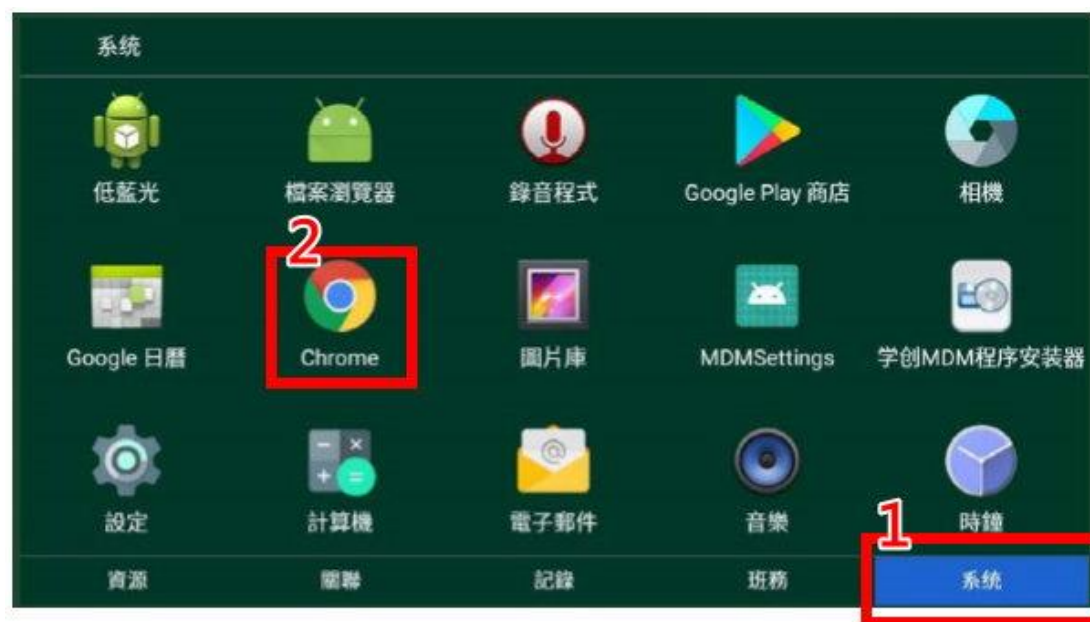 系统
低藍光 檔案瀏覽器 錄音程式 Google Play 商店 相機
2
Google 日曆 Chrome 圖片庫 MDMSettings 学创MDM程序安装器
設定 計算機 電子郵件 音樂 時鐘
1
資源 關聯 記錄 班務 系统